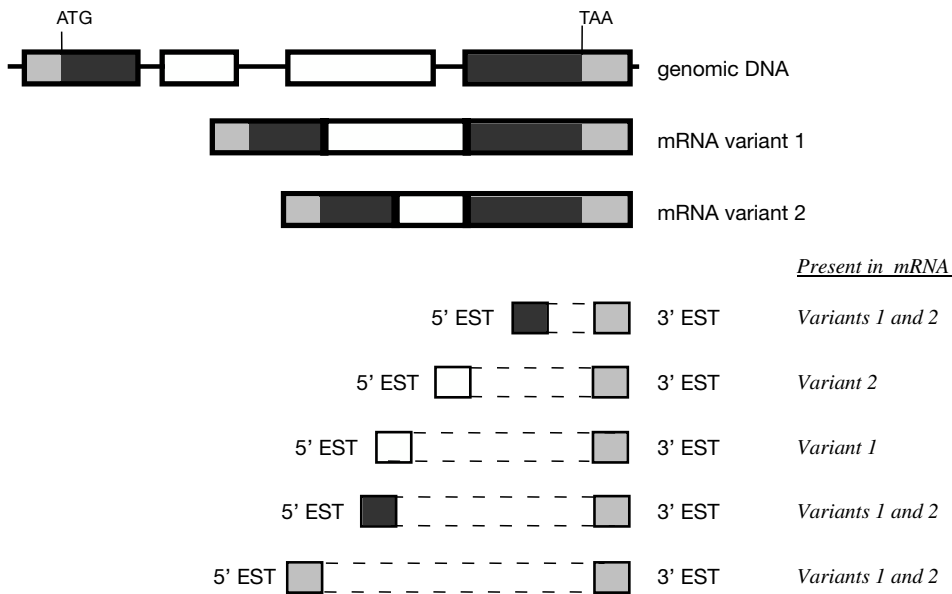 ATG TAA
genomic DNA
mRNA variant 1
mRNA variant 2
Present in mRNA
5' EST 3' EST Variants 1 and 2
5' EST 3' EST Variant 2
5' EST 3' EST Variant 1
5' EST 3' EST Variants 1 and 2
5' EST 3' EST Variants 1 and 2